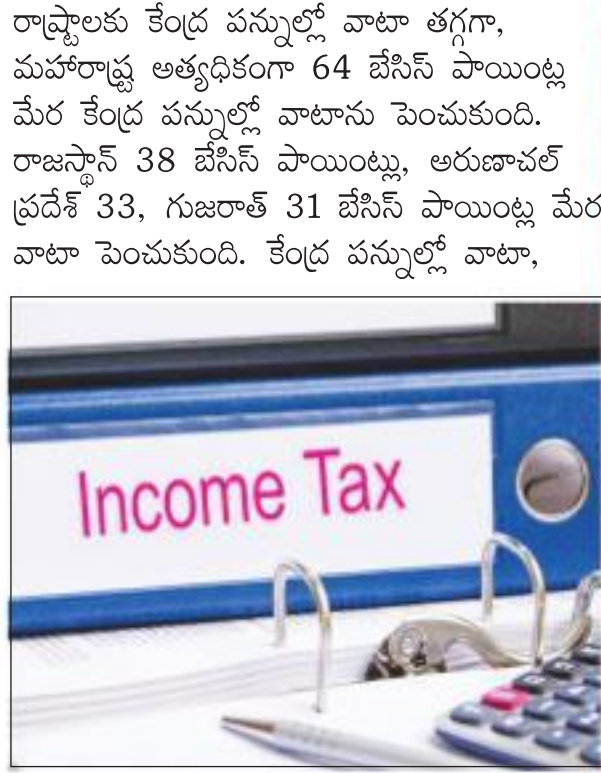 రాష్ట్రాలకు కేంద్ర పన్నుల్లో వాటా తగ్గగా,
మహారాష్ట్ర అత్యధికంగా 64 బేసిస్ పాయింట్ల
మేర కేంద్ర పన్నుల్లో వాటాను పెంచుకుంది.
రాజస్థాన్ 38 బేసిస్ పాయింట్లు, అరుణాచల్
ప్రదేశ్ 33, గుజరాత్ 31 బేసిస్ పాయింట్ల మేర
వాటా పెంచుకుంది. కేంద్ర పన్నుల్లో వాటా,
Income Tax